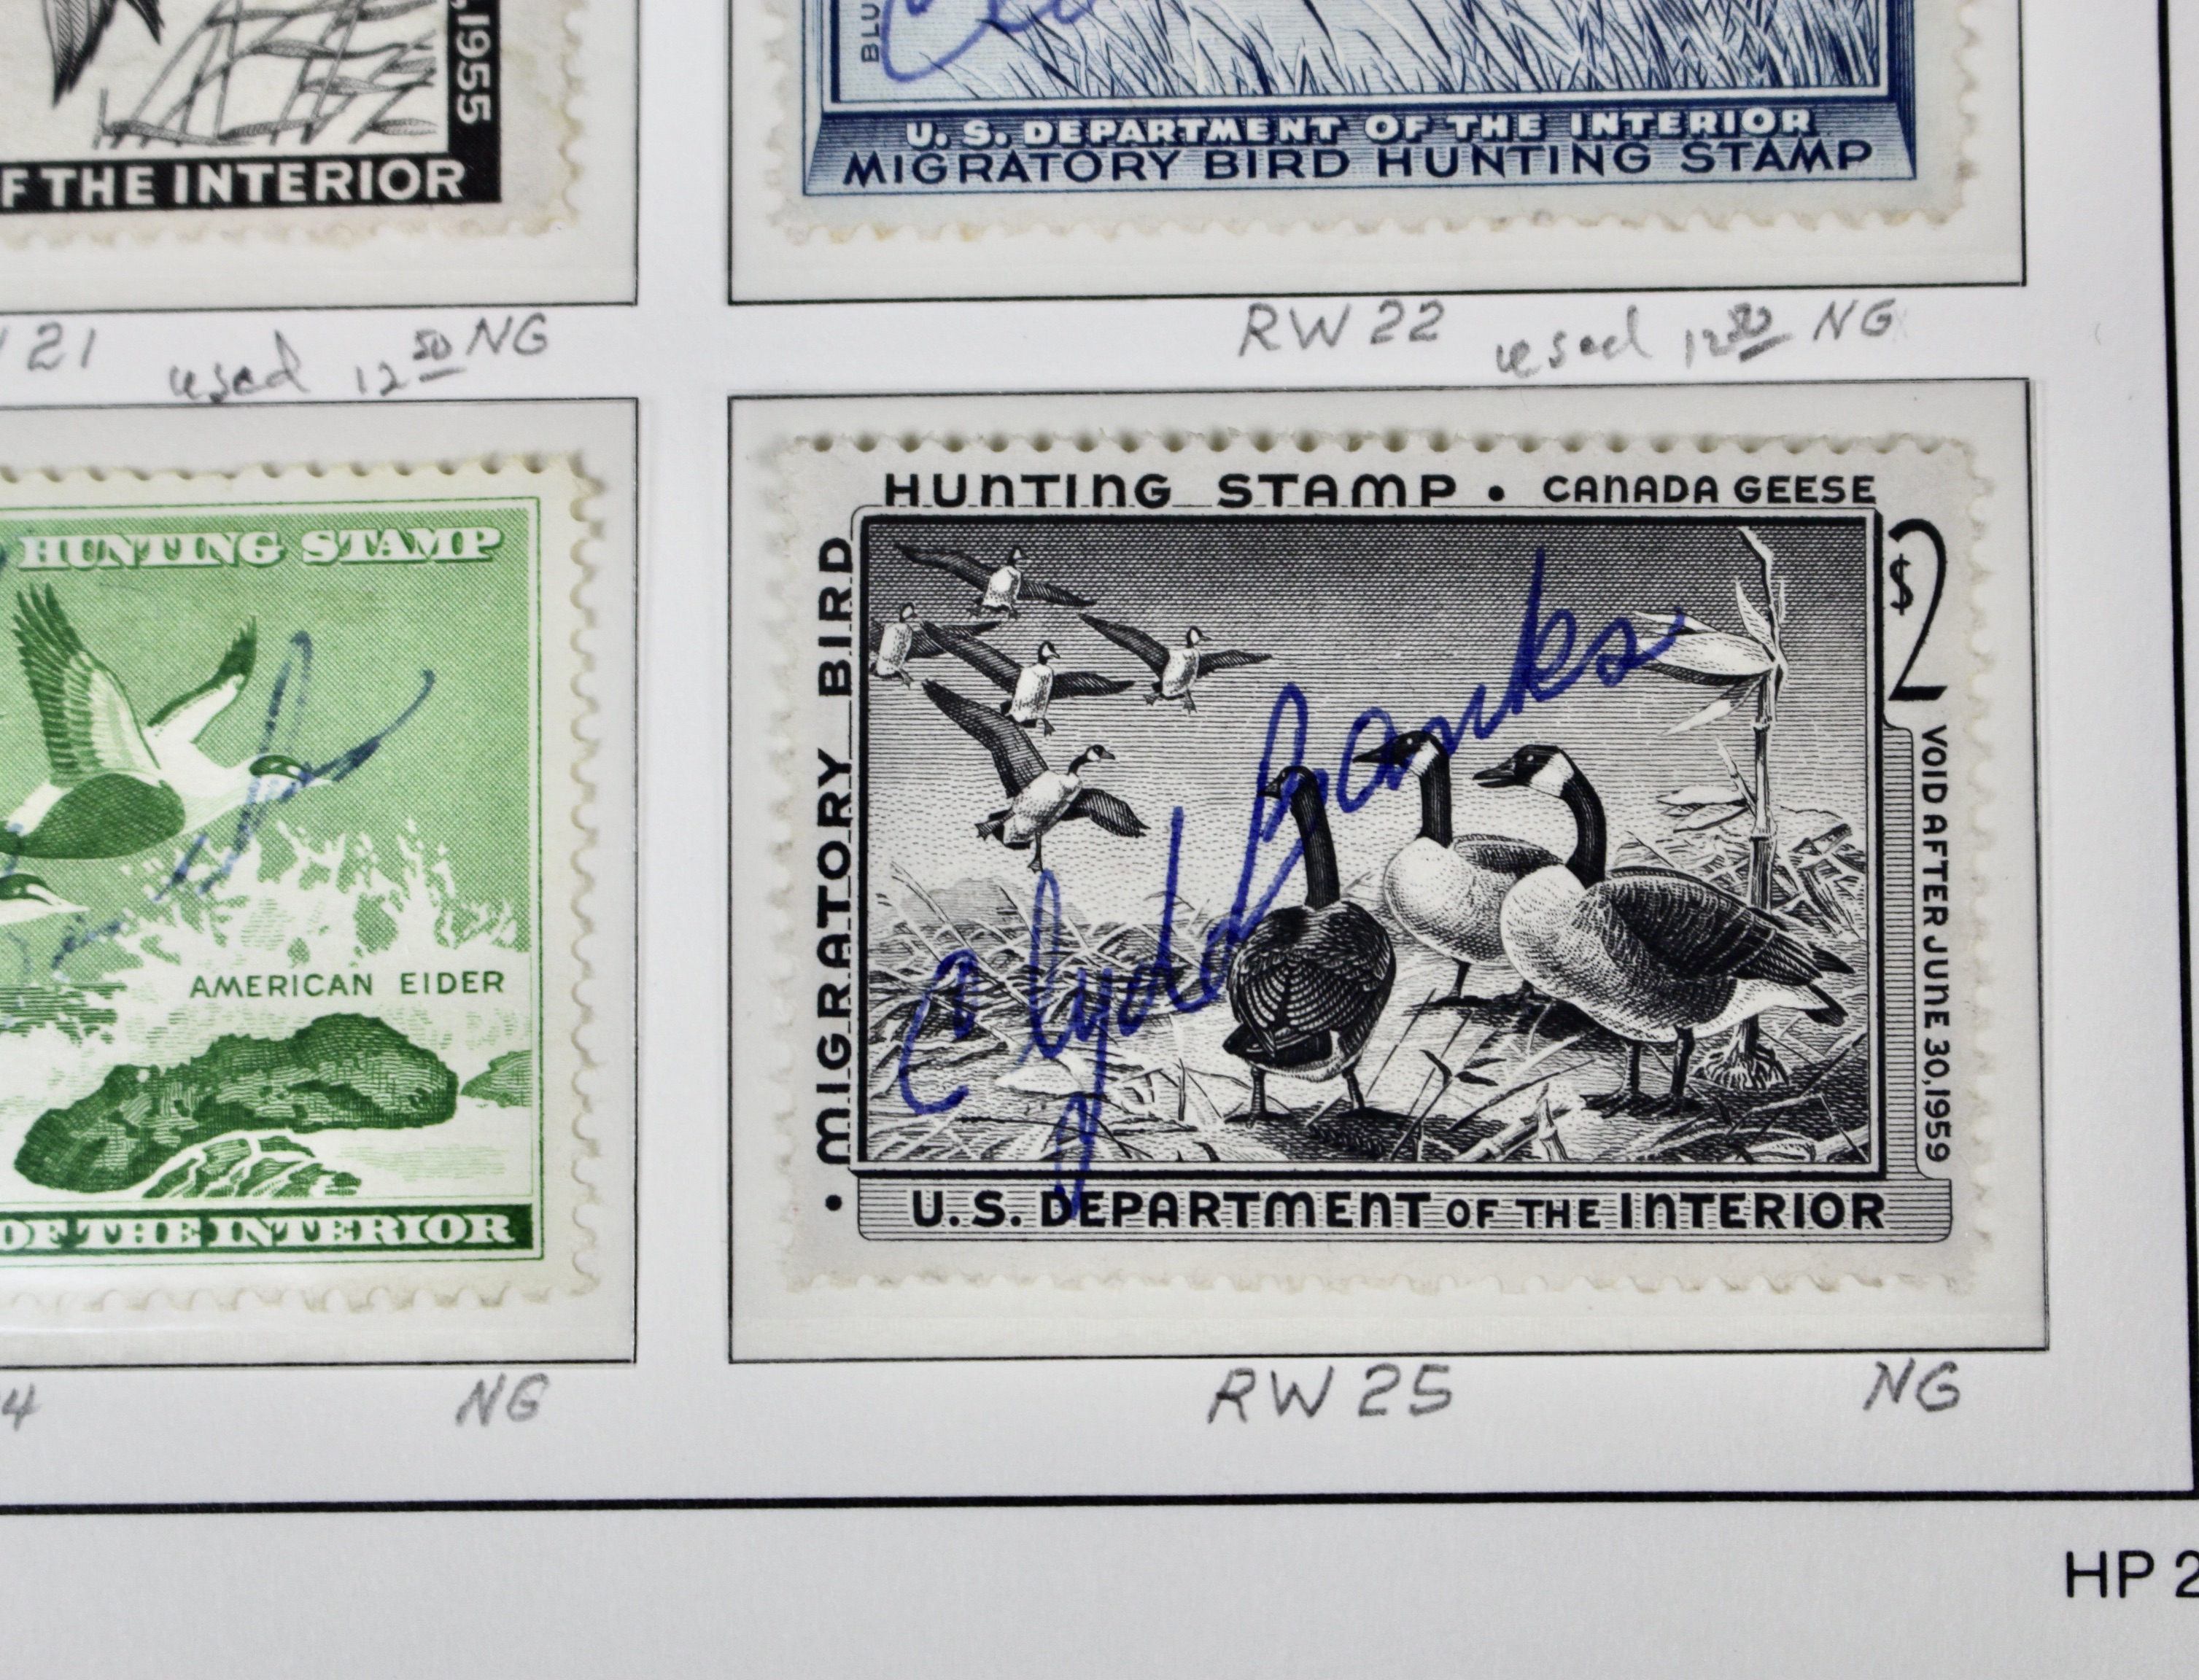 ,1955
F THE INTERIOR
BLU
U. S. DEPARTMENT OF THE INTERIOR
MIGRATORY BIRD HUNTING STAMP
21 used 12 50 NG
RW 22 used 12 50 NG
HUNTING STAMP
AMERICAN EIDER
OF THE INTERIOR
HUNTING STAMP • CANADA GEESE
$2
MIGRATORY BIRD
VOID AFTER JUNE 30, 1959
Clyde Banks
• U.S. DEPARTMENT OF THE INTERIOR
4 NG
RW 25 NG
HP 2